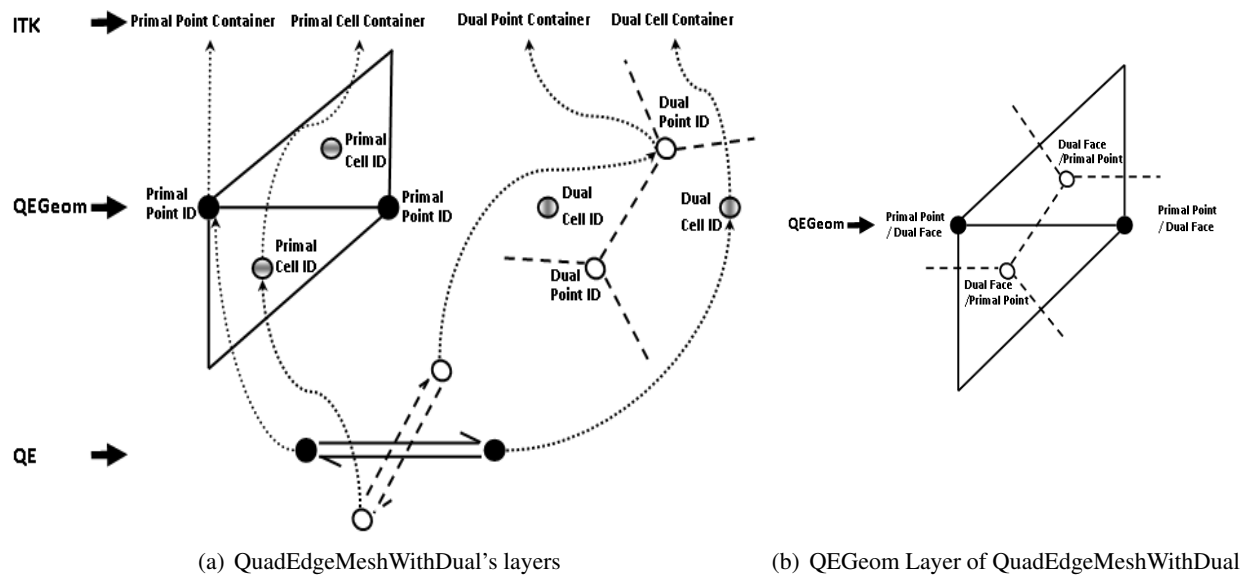 ITK
Primal Point Container
Primal Cell Container
Dual Point Container
Dual Cell Container
Dual
Point ID
Primal
Cell ID
QEGeom
Primal
Point ID
Primal
Point ID
Dual
Cell ID
Dual
Cell ID
Primal
Cell ID
Dual
Point ID
QE
(a) QuadEdgeMeshWithDual's layers
Dual Face
/Primal Point
QEGeom
Primal Point
/ Dual Face
Primal Point
/ Dual Face
Dual Face
/Primal Point
(b) QEGeom Layer of QuadEdgeMeshWithDual